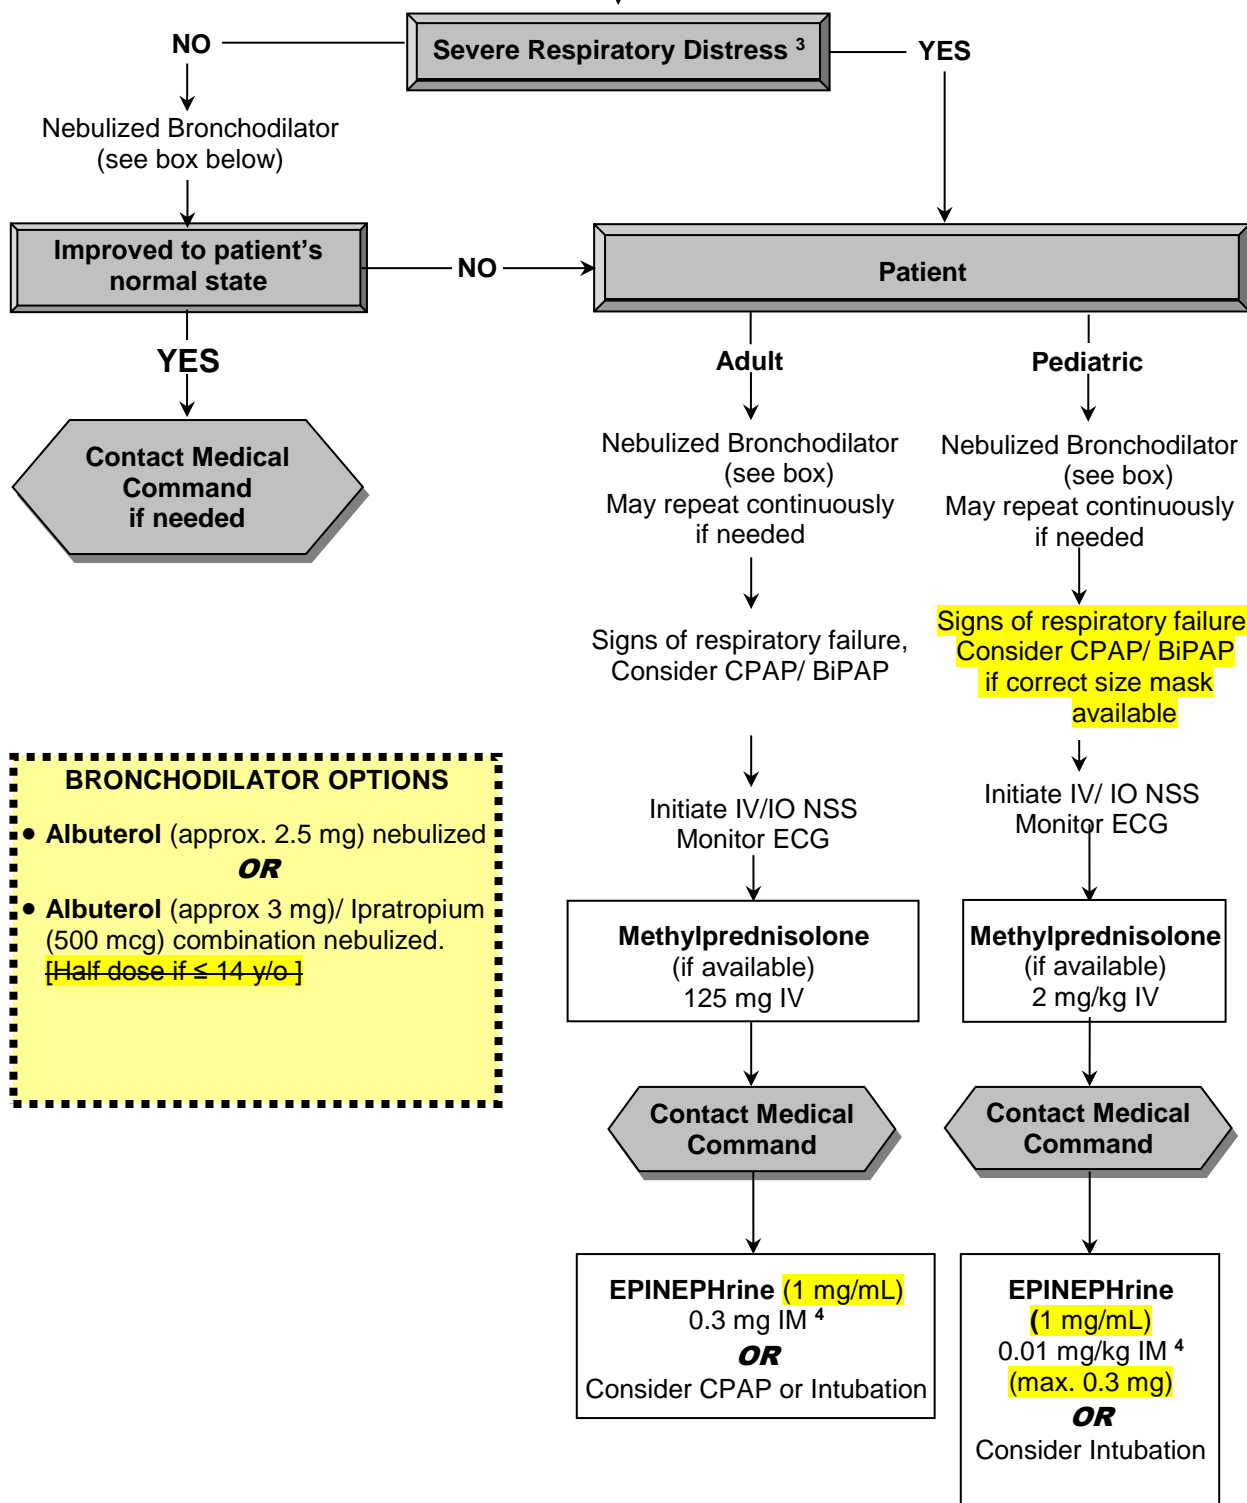 Severe Respiratory Distress ³
NO
YES
Nebulized Bronchodilator
(see box below)
Improved to patient’s
normal state
NO
Patient
YES
Contact Medical
Command
if needed
Adult
Nebulized Bronchodilator
(see box)
May repeat continuously
if needed
Signs of respiratory failure,
Consider CPAP/ BiPAP
Initiate IV/IO NSS
Monitor ECG
Methylprednisolone
(if available)
125 mg IV
Contact Medical
Command
EPINEPHrine (1 mg/mL)
0.3 mg IM ⁴
OR
Consider CPAP or Intubation
Pediatric
Nebulized Bronchodilator
(see box)
May repeat continuously
if needed
Signs of respiratory failure
Consider CPAP/ BiPAP
if correct size mask
available
Initiate IV/ IO NSS
Monitor ECG
Methylprednisolone
(if available)
2 mg/kg IV
Contact Medical
Command
EPINEPHrine
(1 mg/mL)
0.01 mg/kg IM ⁴
(max. 0.3 mg)
OR
Consider Intubation
BRONCHODILATOR OPTIONS
• Albuterol (approx. 2.5 mg) nebulized
OR
• Albuterol (approx 3 mg)/ Ipratropium
(500 mcg) combination nebulized.
[Half dose if ≤ 14 y/o ]